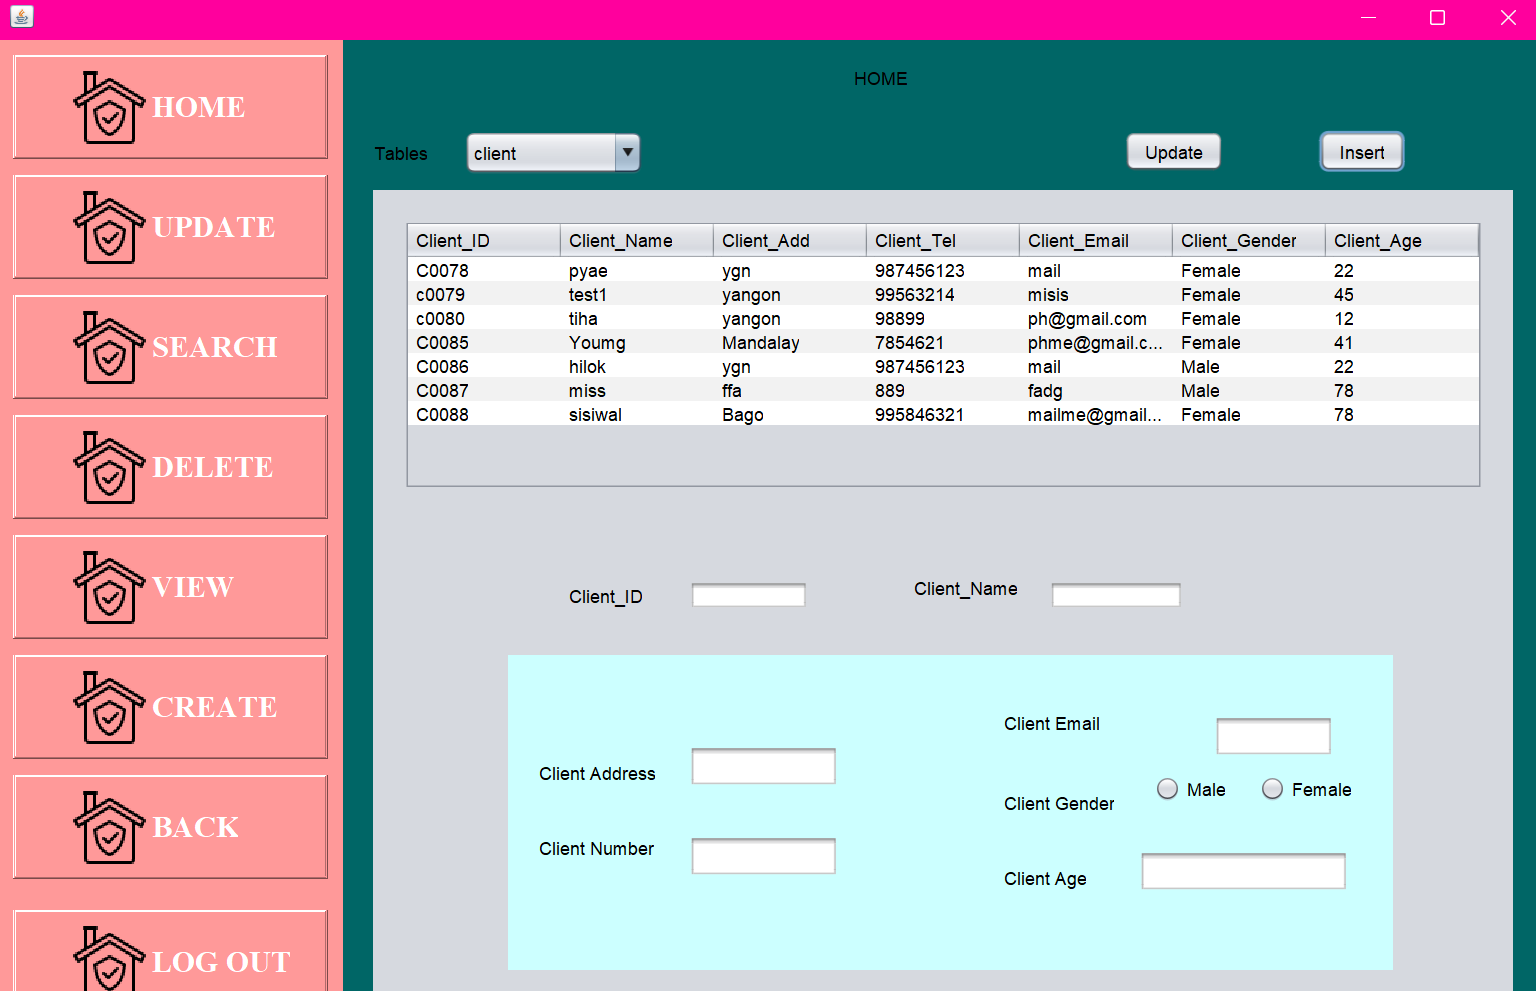 HOME
UPDATE
SEARCH
DELETE
VIEW
CREATE
BACK
LOG OUT
HOME
Tables client Update Insert
Client_ID Client_Name Client_Add Client_Tel Client_Email Client_Gender Client_Age
C0078 pyae ygn 987456123 mail Female 22
c0079 test1 yangon 99563214 misis Female 45
c0080 tiha yangon 98899 ph@gmail.com Female 12
C0085 Youmg Mandalay 7854621 phme@gmail.c... Female 41
C0086 hilok ygn 987456123 mail Male 22
C0087 miss ffa 889 fadg Male 78
C0088 sisiwal Bago 995846321 mailme@gmail... Female 78
Client_ID Client_Name
Client Email
Client Address
Client Gender Male Female
Client Number
Client Age